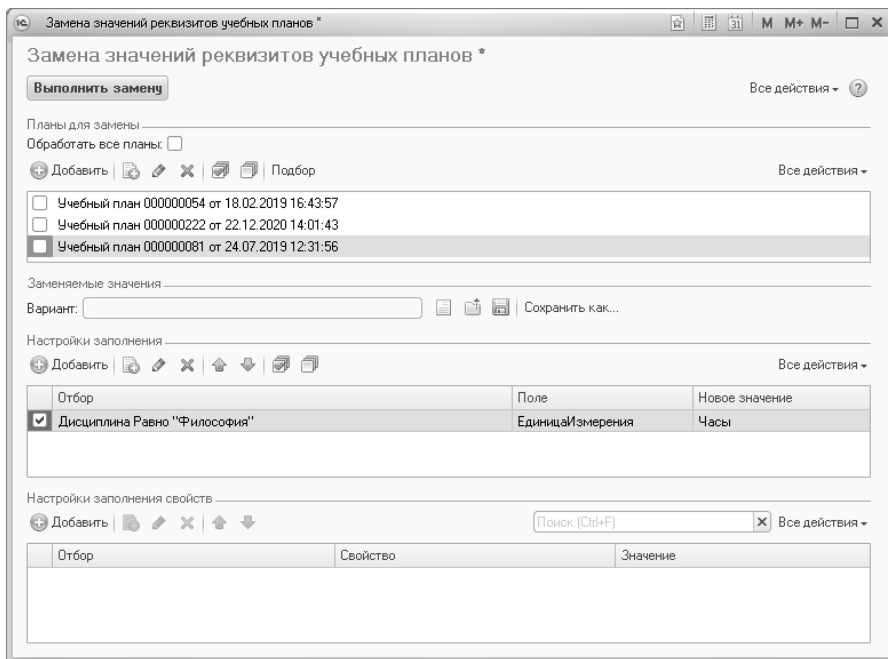 Замена значений реквизитов учебных планов *
31 M M+ M-
Замена значений реквизитов учебных планов *
Выполнить замену
Все действия
?
Планы для замены
Обработать все планы:
Добавить
Подбор
Все действия
Учебный план 000000054 от 18.02.2019 16:43:57
Учебный план 000000222 от 22.12.2020 14:01:43
Учебный план 000000081 от 24.07.2019 12:31:56
Заменяемые значения
Вариант:
Сохранить как...
Настройки заполнения
Добавить
Все действия
Отбор Поле Новое значение
Дисциплина Равно "Философия" ЕдиницаИзмерения Часы
Настройки заполнения свойств
Добавить
Поиск (Ctrl+F)
Все действия
Отбор Свойство Значение